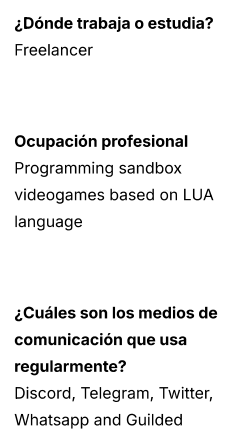 ¿Dónde trabaja o estudia?
Freelancer
Ocupación profesional
Programming sandbox
videogames based on LUA
language
¿Cuáles son los medios de
comunicación que usa
regularmente?
Discord, Telegram, Twitter,
Whatsapp and Guilded